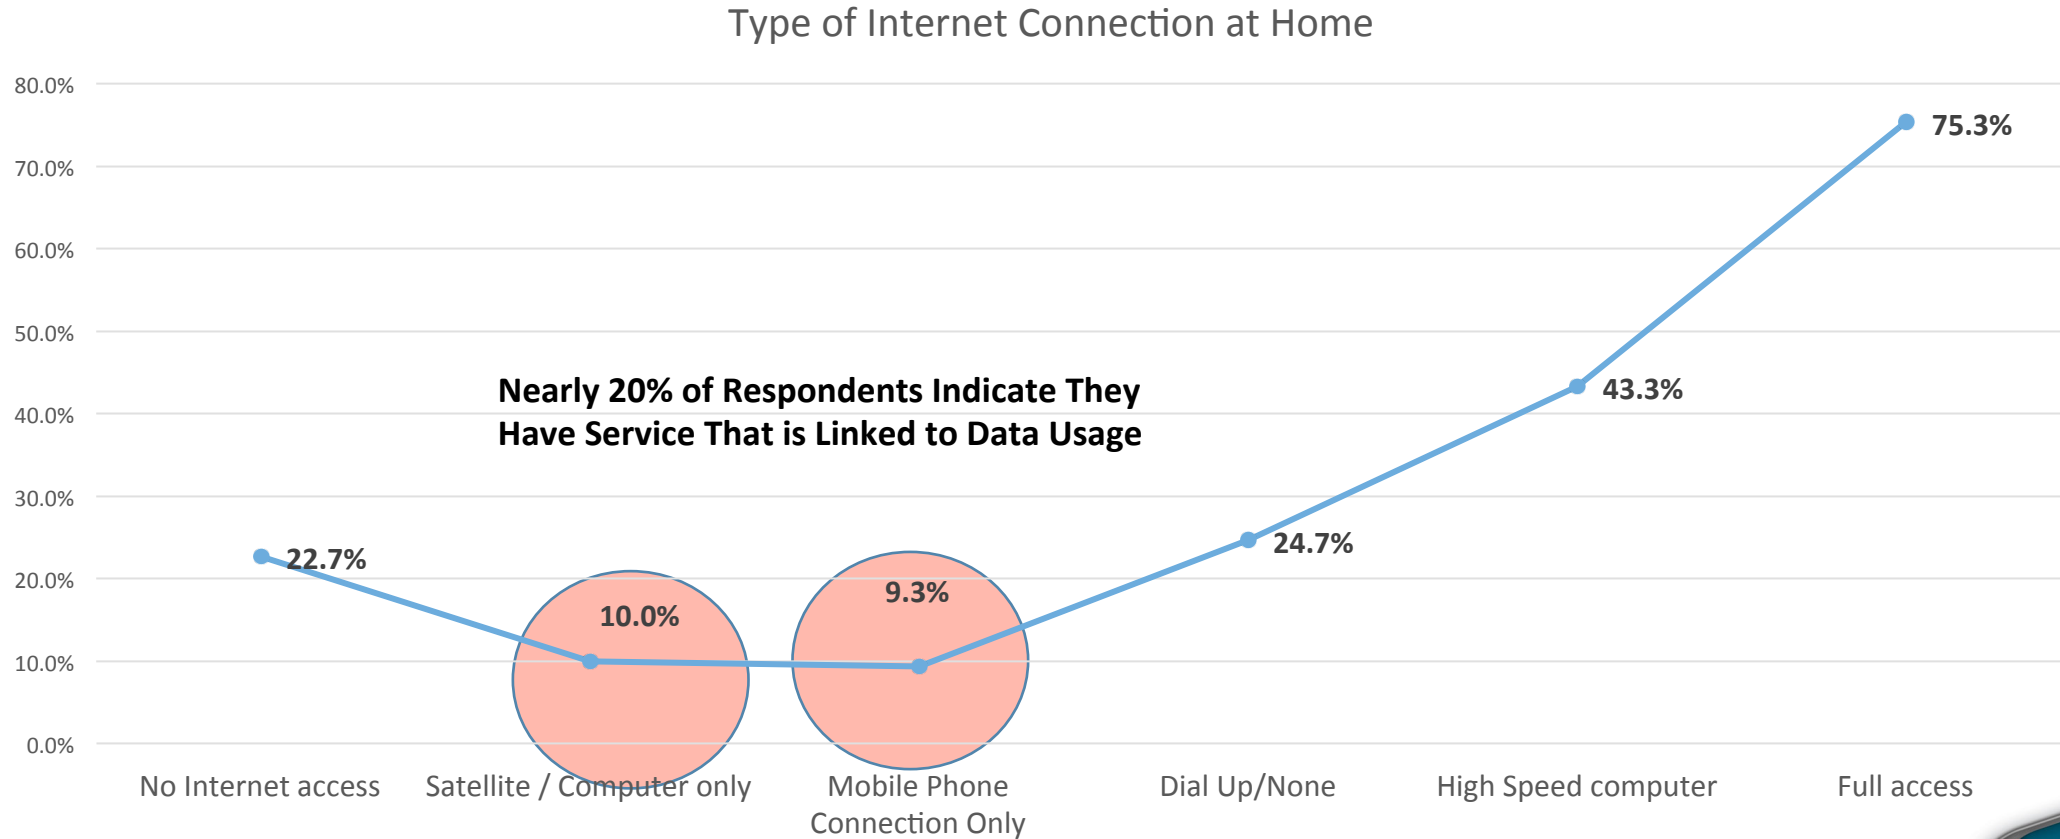 Type of Internet Connection at Home
80.0%
70.0%
60.0%
50.0%
40.0%
30.0%
20.0%
10.0%
0.0%
Nearly 20% of Respondents Indicate They
Have Service That is Linked to Data Usage
22.7%
10.0%
9.3%
24.7%
43.3%
75.3%
No Internet access
Satellite / Computer only
Mobile Phone
Connection Only
Dial Up/None
High Speed computer
Full access